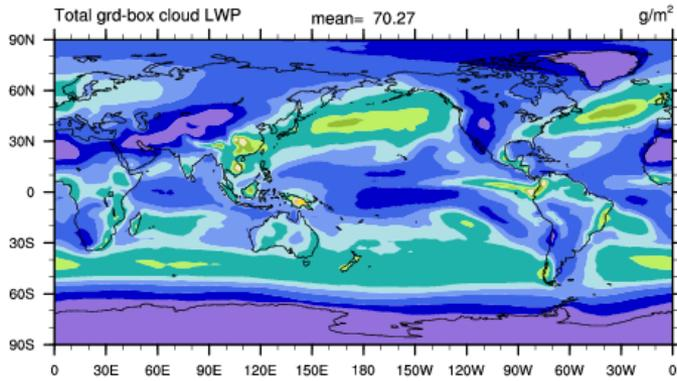 Total grd-box cloud LWP mean= 70.27 g/m²
90N
60N
30N
0
30S
60S
90S
0 30E 60E 90E 120E 150E 180 150W 120W 90W 60W 30W 0